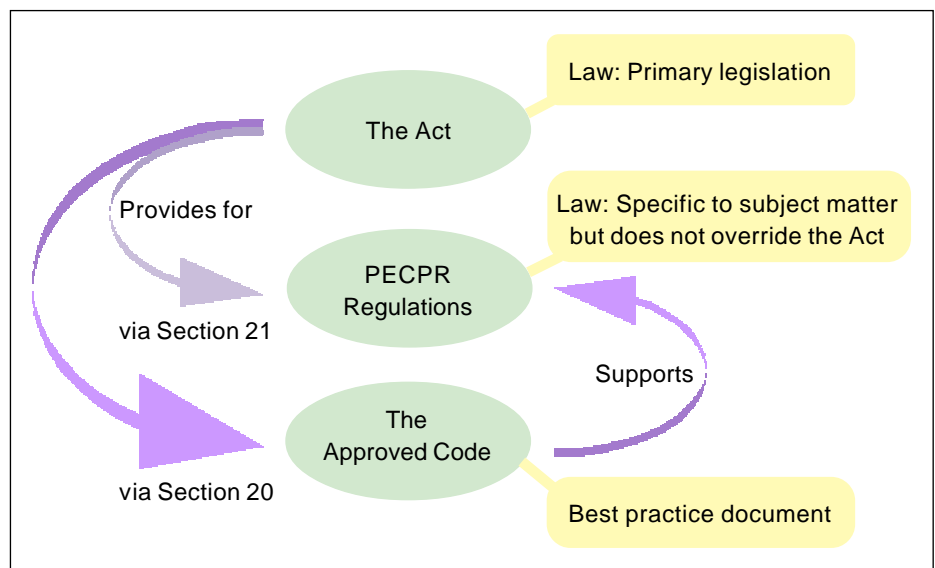 Law: Primary legislation
The Act
Provides for
Law: Specific to subject matter
but does not override the Act
PECPR
Regulations
via Section 21
Supports
The
Approved Code
via Section 20
Best practice document